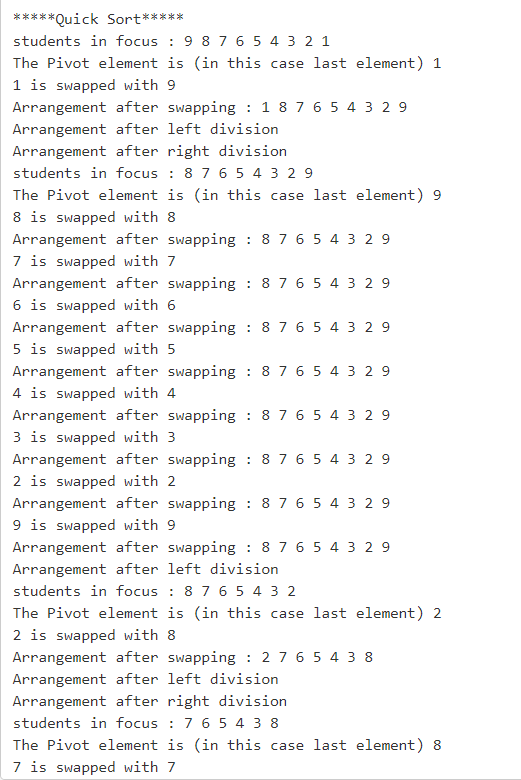 *****Quick Sort*****
students in focus : 9 8 7 6 5 4 3 2 1
The Pivot element is (in this case last element) 1
1 is swapped with 9
Arrangement after swapping : 1 8 7 6 5 4 3 2 9
Arrangement after left division
Arrangement after right division
students in focus : 8 7 6 5 4 3 2 9
The Pivot element is (in this case last element) 9
8 is swapped with 8
Arrangement after swapping : 8 7 6 5 4 3 2 9
7 is swapped with 7
Arrangement after swapping : 8 7 6 5 4 3 2 9
6 is swapped with 6
Arrangement after swapping : 8 7 6 5 4 3 2 9
5 is swapped with 5
Arrangement after swapping : 8 7 6 5 4 3 2 9
4 is swapped with 4
Arrangement after swapping : 8 7 6 5 4 3 2 9
3 is swapped with 3
Arrangement after swapping : 8 7 6 5 4 3 2 9
2 is swapped with 2
Arrangement after swapping : 8 7 6 5 4 3 2 9
9 is swapped with 9
Arrangement after swapping : 8 7 6 5 4 3 2 9
Arrangement after left division
students in focus : 8 7 6 5 4 3 2
The Pivot element is (in this case last element) 2
2 is swapped with 8
Arrangement after swapping : 2 7 6 5 4 3 8
Arrangement after left division
Arrangement after right division
students in focus : 7 6 5 4 3 8
The Pivot element is (in this case last element) 8
7 is swapped with 7